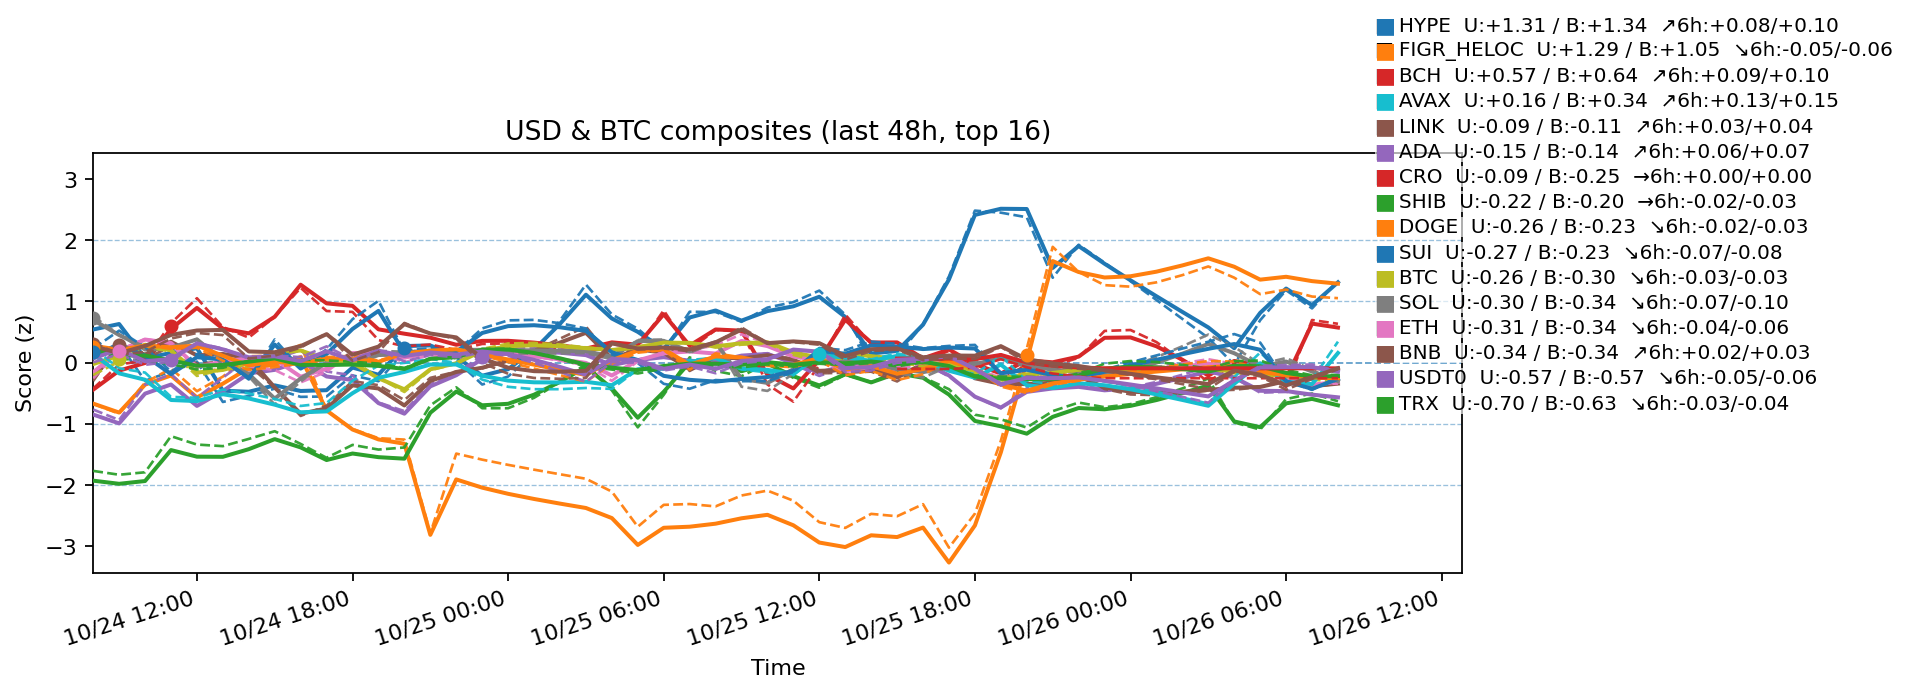 HYPE  U:+1.31 / B:+1.34  ↗6h:+0.08/+0.10
FIGR_HELOC  U:+1.29 / B:+1.05  ↘6h:-0.05/-0.06
BCH  U:+0.57 / B:+0.64  ↗6h:+0.09/+0.10
AVAX  U:+0.16 / B:+0.34  ↗6h:+0.13/+0.15
LINK  U:-0.09 / B:-0.11  ↗6h:+0.03/+0.04
ADA  U:-0.15 / B:-0.14  ↗6h:+0.06/+0.07
CRO  U:-0.09 / B:-0.25  →6h:+0.00/+0.00
SHIB  U:-0.22 / B:-0.20  →6h:-0.02/-0.03
DOGE  U:-0.26 / B:-0.23  ↘6h:-0.02/-0.03
SUI  U:-0.27 / B:-0.23  ↘6h:-0.07/-0.08
BTC  U:-0.26 / B:-0.30  ↘6h:-0.03/-0.03
SOL  U:-0.30 / B:-0.34  ↘6h:-0.07/-0.10
ETH  U:-0.31 / B:-0.34  ↘6h:-0.04/-0.06
BNB  U:-0.34 / B:-0.34  ↗6h:+0.02/+0.03
USDT0  U:-0.57 / B:-0.57  ↘6h:-0.05/-0.06
TRX  U:-0.70 / B:-0.63  ↘6h:-0.03/-0.04
USD & BTC composites (last 48h, top 16)
Score (z)
3
2
1
0
−1
−2
−3
10/24 12:00
10/24 18:00
10/25 00:00
10/25 06:00
10/25 12:00
10/25 18:00
10/26 00:00
10/26 06:00
10/26 12:00
Time